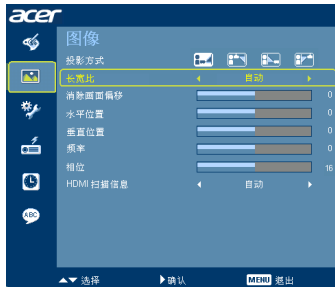 acer
图像
投影方式
长宽比 自动
消除画面偏移 0
水平位置 0
垂直位置 0
频率 0
相位 16
HDMI 扫描信息 自动
ABC
选择 确认 MENU 退出